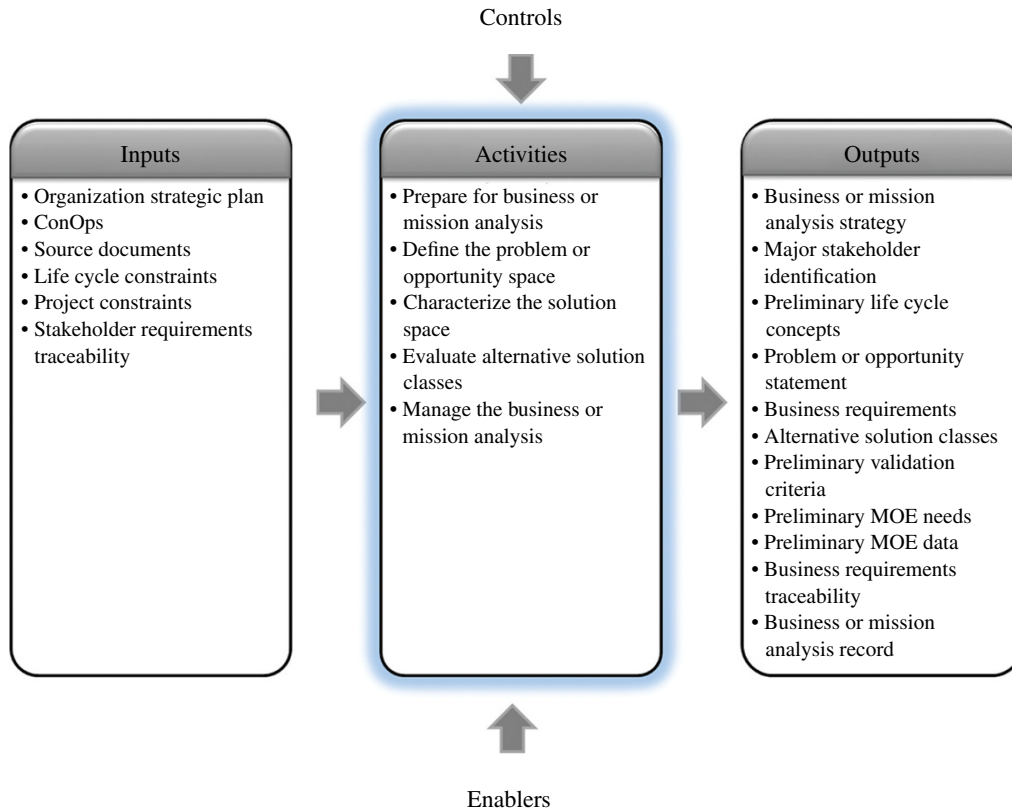 Controls
Inputs
• Organization strategic plan
• ConOps
• Source documents
• Life cycle constraints
• Project constraints
• Stakeholder requirements
traceability
Activities
• Prepare for business or
mission analysis
• Define the problem or
opportunity space
• Characterize the solution
space
• Evaluate alternative solution
classes
• Manage the business or
mission analysis
Outputs
• Business or mission
analysis strategy
• Major stakeholder
identification
• Preliminary life cycle
concepts
• Problem or opportunity
statement
• Business requirements
• Alternative solution classes
• Preliminary validation
criteria
• Preliminary MOE needs
• Preliminary MOE data
• Business requirements
traceability
• Business or mission
analysis record
Enablers